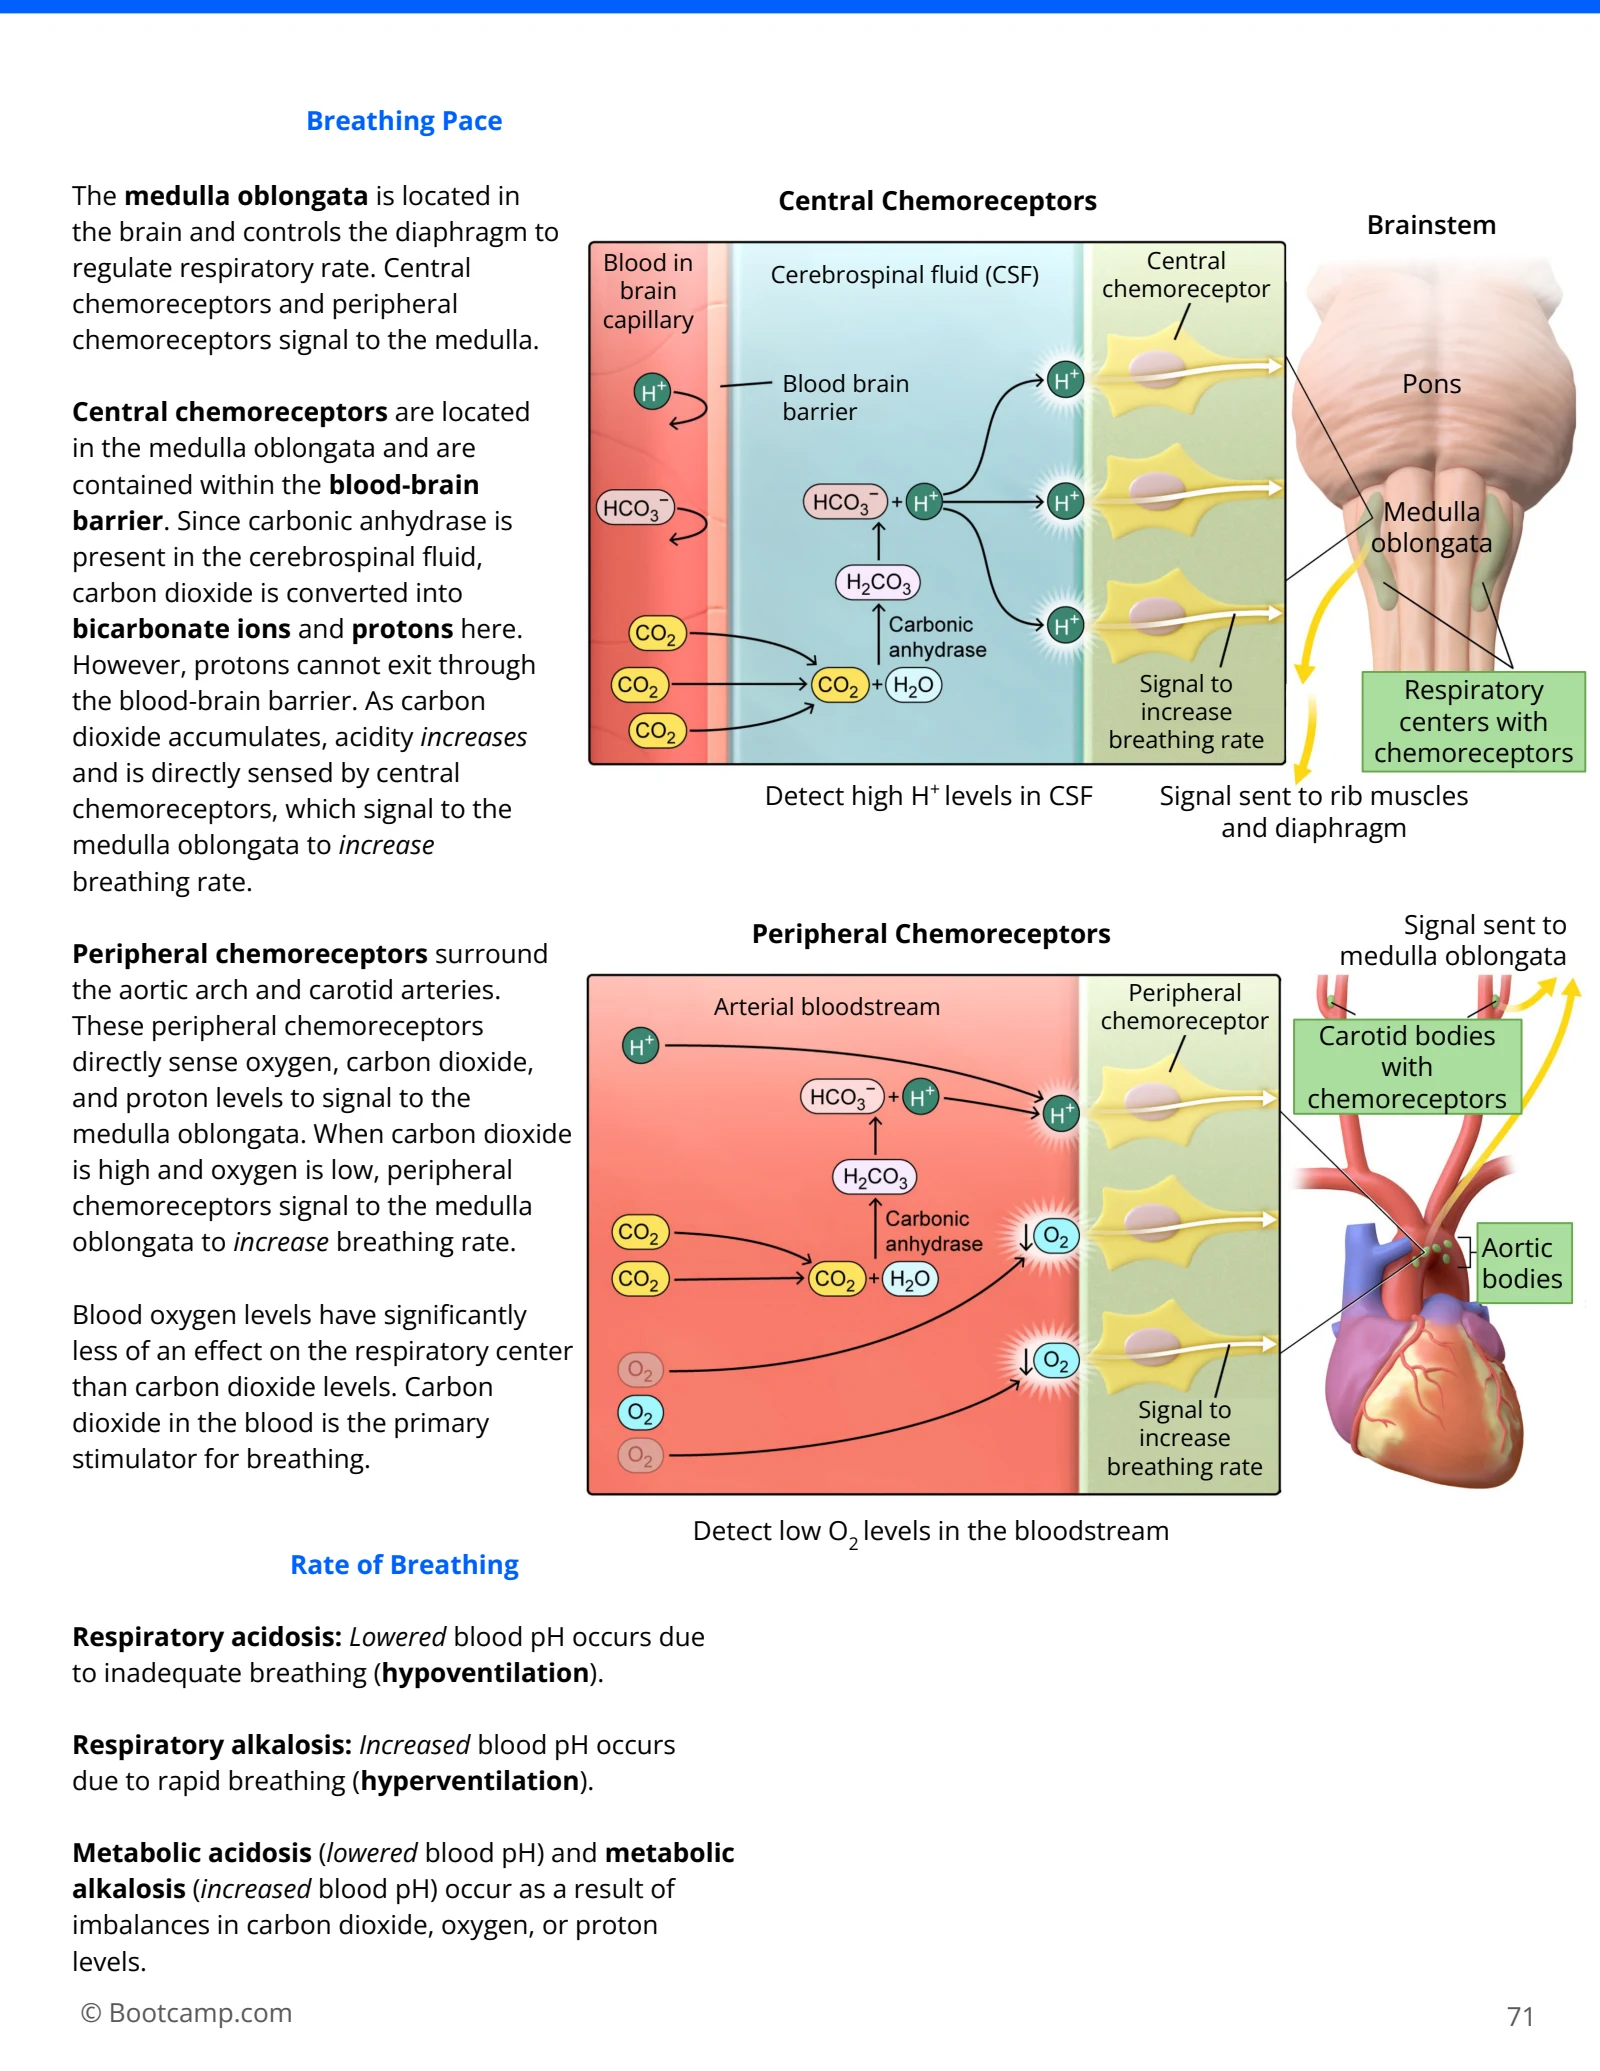 Breathing Pace
The medulla oblongata is located in
the brain and controls the diaphragm to
regulate respiratory rate. Central
chemoreceptors and peripheral
chemoreceptors signal to the medulla.
Central chemoreceptors are located
in the medulla oblongata and are
contained within the blood-brain
barrier. Since carbonic anhydrase is
present in the cerebrospinal fluid,
carbon dioxide is converted into
bicarbonate ions and protons here.
However, protons cannot exit through
the blood-brain barrier. As carbon
dioxide accumulates, acidity increases
and is directly sensed by central
chemoreceptors, which signal to the
medulla oblongata to increase
breathing rate.
Central Chemoreceptors
Brainstem
Blood in
brain
capillary
Cerebrospinal fluid (CSF)
Central
chemoreceptor
H⁺
Blood brain
barrier
H⁺
Pons
HCO₃⁻
HCO₃⁻ + H⁺
H⁺
Medulla
oblongata
H₂CO₃
Carbonic
anhydrase
H⁺
CO₂
CO₂
CO₂ + H₂O
CO₂
Signal to
increase
breathing rate
Respiratory
centers with
chemoreceptors
Detect high H⁺ levels in CSF
Signal sent to rib muscles
and diaphragm
Peripheral chemoreceptors surround
the aortic arch and carotid arteries.
These peripheral chemoreceptors
directly sense oxygen, carbon dioxide,
and proton levels to signal to the
medulla oblongata. When carbon dioxide
is high and oxygen is low, peripheral
chemoreceptors signal to the medulla
oblongata to increase breathing rate.
Blood oxygen levels have significantly
less of an effect on the respiratory center
than carbon dioxide levels. Carbon
dioxide in the blood is the primary
stimulator for breathing.
Peripheral Chemoreceptors
Signal sent to
medulla oblongata
Arterial bloodstream
Peripheral
chemoreceptor
Carotid bodies
with
chemoreceptors
H⁺
HCO₃⁻ + H⁺
H⁺
H₂CO₃
Carbonic
anhydrase
CO₂
↓ O₂
CO₂
CO₂ + H₂O
Aortic
bodies
O₂
↓ O₂
O₂
O₂
Signal to
increase
breathing rate
Detect low O₂ levels in the bloodstream
Rate of Breathing
Respiratory acidosis: Lowered blood pH occurs due
to inadequate breathing (hypoventilation).
Respiratory alkalosis: Increased blood pH occurs
due to rapid breathing (hyperventilation).
Metabolic acidosis (lowered blood pH) and metabolic
alkalosis (increased blood pH) occur as a result of
imbalances in carbon dioxide, oxygen, or proton
levels.
© Bootcamp.com
71